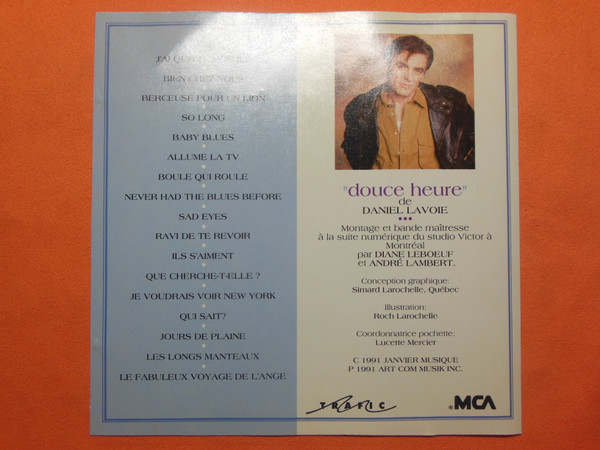 J'AI QUITTÉ
BIEN CHEZ NOUS
BERCEUSE POUR UN LION
SO LONG
BABY BLUES
ALLUME LA TV
BOULE QUI ROULE
NEVER HAD THE BLUES BEFORE
SAD EYES
RAVI DE TE REVOIR
ILS S'AIMENT
QUE CHERCHE-T-ELLE ?
JE VOUDRAIS VOIR NEW YORK
QUI SAIT?
JOURS DE PLAINE
LES LONGS MANTEAUX
LE FABULEUX VOYAGE DE L'ANGE
"douce heure"
de
DANIEL LAVOIE
Montage et bande maîtresse
à la suite numérique du studio Victor à
Montréal
par DIANE LEBOEUF
et ANDRÉ LAMBERT.
Conception graphique:
Simard Larochelle, Québec
Illustration:
Roch Larochelle
Coordonnatrice pochette:
Lucette Mercier
C 1991 JANVIER MUSIQUE
P 1991 ART COM MUSIK INC.
TRAFIC
MCA